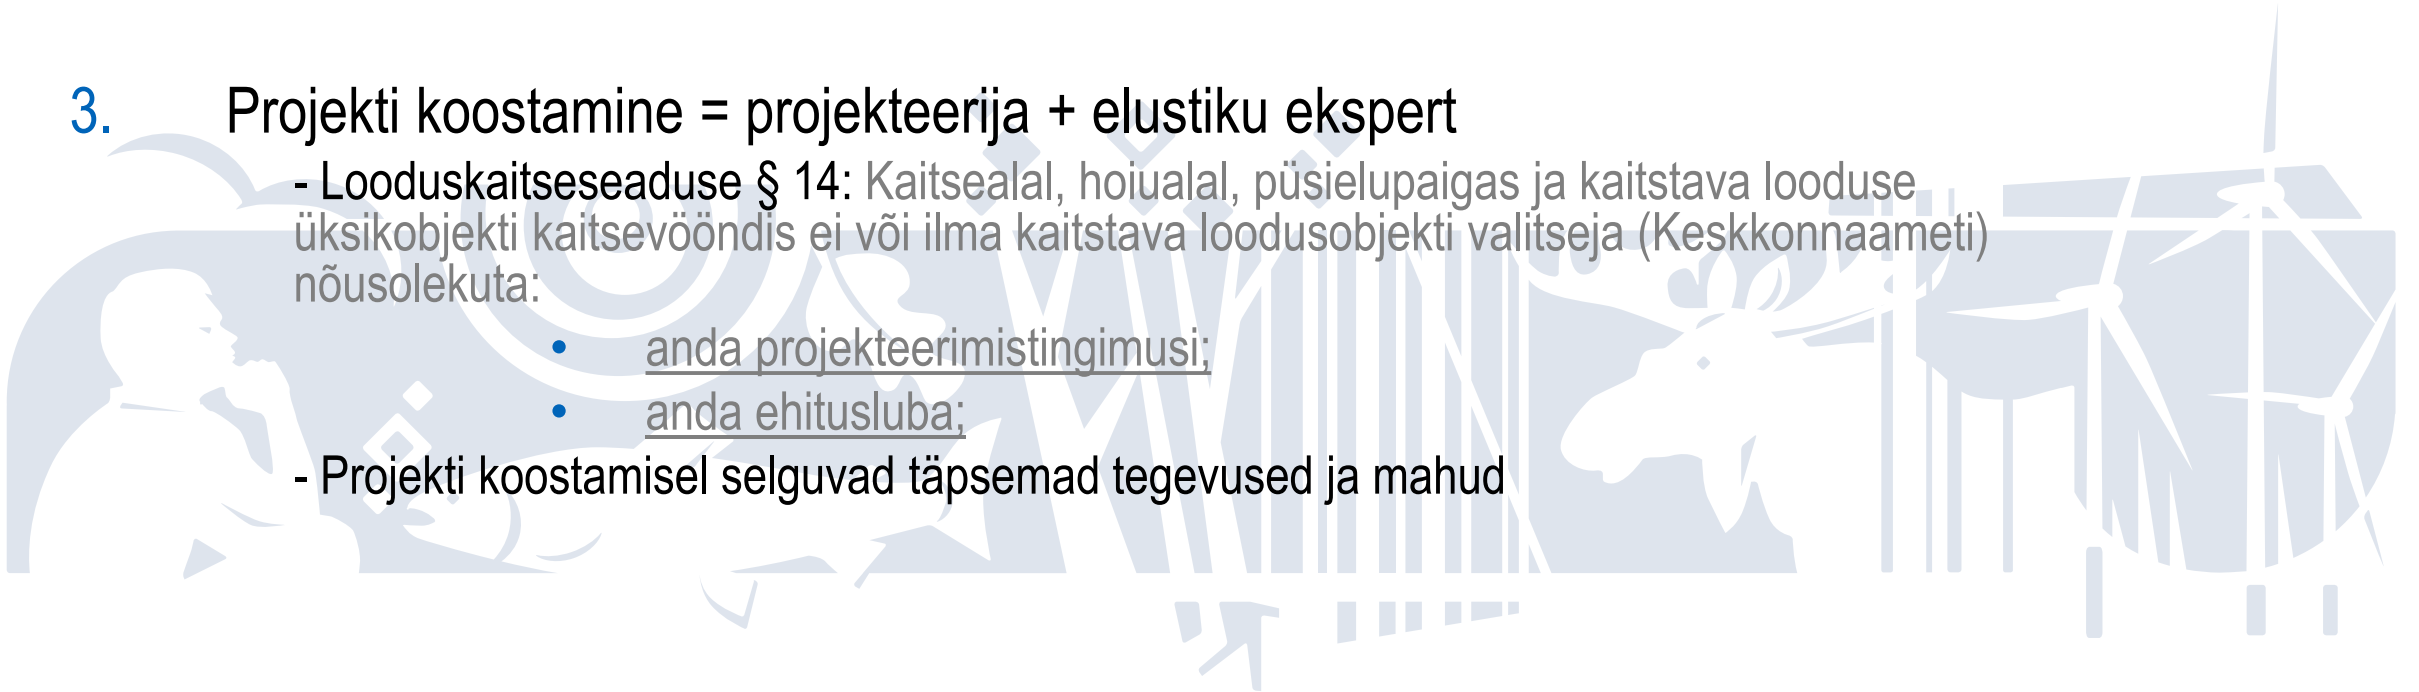 3. Projekti koostamine = projekteerija + elustiku ekspert
- Looduskaitseseaduse § 14: Kaitsealal, hoiualal, püsielupaigas ja kaitstava looduse
üksikobjekti kaitsevööndis ei või ilma kaitstava loodusobjekti valitseja (Keskkonnaameti)
nõusolekuta:
• anda projekteerimistingimusi;
• anda ehitusluba;
- Projekti koostamisel selguvad täpsemad tegevused ja mahud